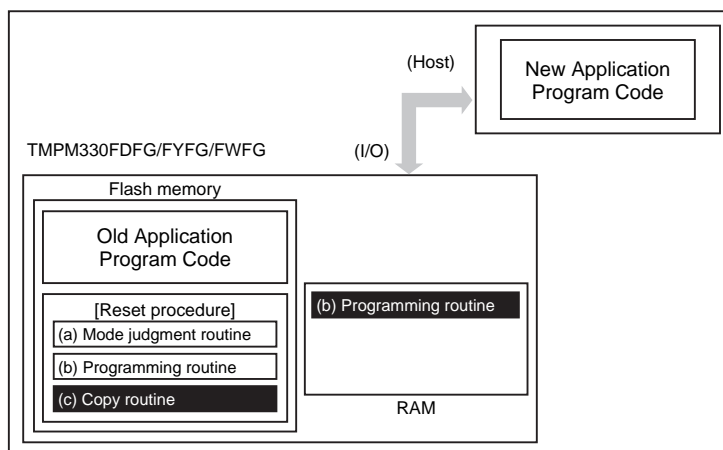 (Host)
New Application
Program Code
TMPM330FDFG/FYFG/FWFG
(I/O)
Flash memory
Old Application
Program Code
[Reset procedure]
(a) Mode judgment routine
(b) Programming routine
(c) Copy routine
(b) Programming routine
RAM